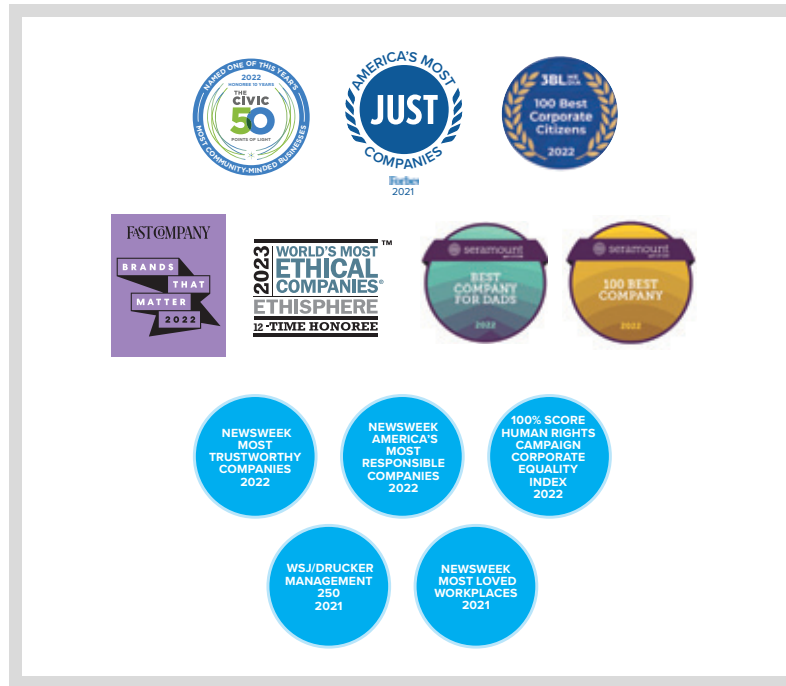 NAMED ONE OF THIS YEAR'S
2022
HONOREE 10 YEARS
THE
CIVIC
50
POINTS OF LIGHT
MOST COMMUNITY-MINDED BUSINESSES
AMERICA'S MOST
JUST
COMPANIES
Forbes
2021
3BL
100 Best
Corporate
Citizens
2022
FAST COMPANY
BRANDS
THAT
MATTER
2022
2023
WORLD'S MOST
ETHICAL
COMPANIES®
™
ETHISPHERE
12-TIME HONOREE
seramount
BEST
COMPANY
FOR DADS
2022
seramount
100 BEST
COMPANY
2022
NEWSWEEK
MOST
TRUSTWORTHY
COMPANIES
2022
NEWSWEEK
AMERICA'S
MOST
RESPONSIBLE
COMPANIES
2022
100% SCORE
HUMAN RIGHTS
CAMPAIGN
CORPORATE
EQUALITY
INDEX
2022
WSJ/DRUCKER
MANAGEMENT
250
2021
NEWSWEEK
MOST LOVED
WORKPLACES
2021